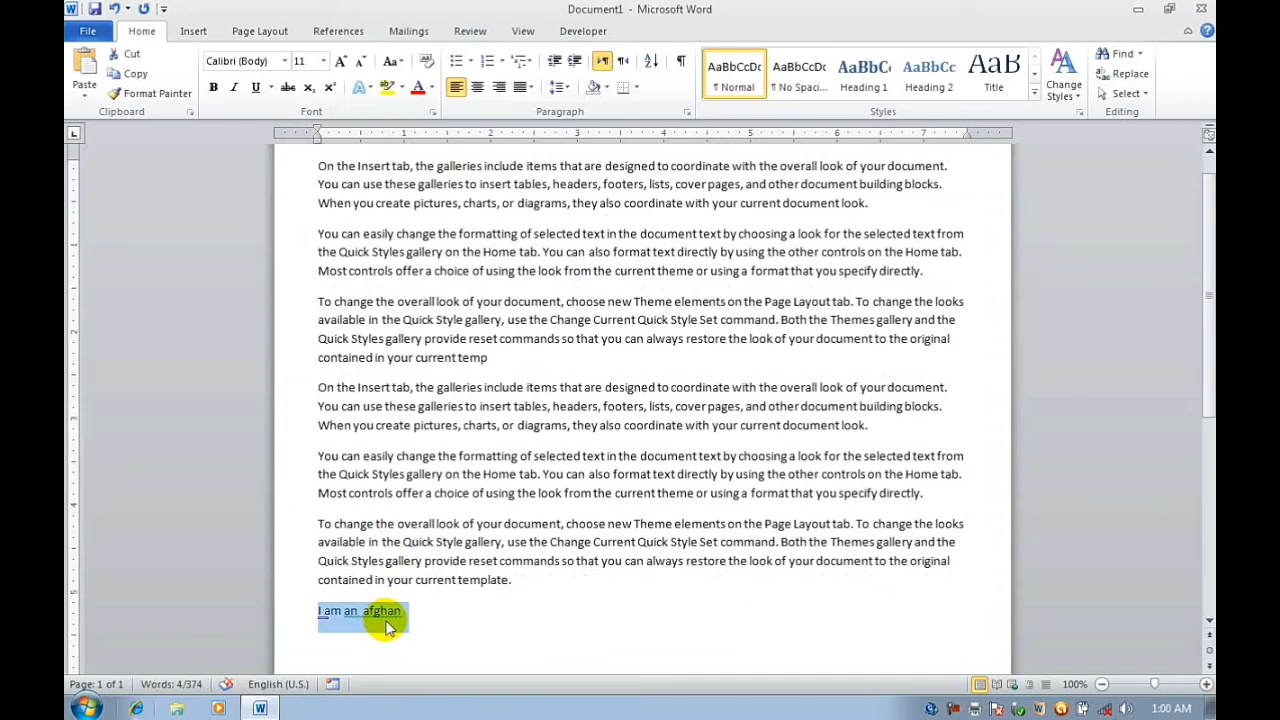 Document1 - Microsoft Word
File Home Insert Page Layout References Mailings Review View Developer
Paste
Cut
Copy
Format Painter
Clipboard
Calibri (Body) 11
Font
Paragraph
AaBbCcDc AaBbCcDc AaBbCc AaBbCc AaB
¶ Normal ¶ No Spaci... Heading 1 Heading 2 Title
Styles
Change Styles
Find
Replace
Select
Editing
1 2 3 4 5 6 7
On the Insert tab, the galleries include items that are designed to coordinate with the overall look of your document.
You can use these galleries to insert tables, headers, footers, lists, cover pages, and other document building blocks.
When you create pictures, charts, or diagrams, they also coordinate with your current document look.
You can easily change the formatting of selected text in the document text by choosing a look for the selected text from
the Quick Styles gallery on the Home tab. You can also format text directly by using the other controls on the Home tab.
Most controls offer a choice of using the look from the current theme or using a format that you specify directly.
To change the overall look of your document, choose new Theme elements on the Page Layout tab. To change the looks
available in the Quick Style gallery, use the Change Current Quick Style Set command. Both the Themes gallery and the
Quick Styles gallery provide reset commands so that you can always restore the look of your document to the original
contained in your current temp
On the Insert tab, the galleries include items that are designed to coordinate with the overall look of your document.
You can use these galleries to insert tables, headers, footers, lists, cover pages, and other document building blocks.
When you create pictures, charts, or diagrams, they also coordinate with your current document look.
You can easily change the formatting of selected text in the document text by choosing a look for the selected text from
the Quick Styles gallery on the Home tab. You can also format text directly by using the other controls on the Home tab.
Most controls offer a choice of using the look from the current theme or using a format that you specify directly.
To change the overall look of your document, choose new Theme elements on the Page Layout tab. To change the looks
available in the Quick Style gallery, use the Change Current Quick Style Set command. Both the Themes gallery and the
Quick Styles gallery provide reset commands so that you can always restore the look of your document to the original
contained in your current template.
I am an afghan
Page: 1 of 1 Words: 4/374 English (U.S.) 100%
1:00 AM